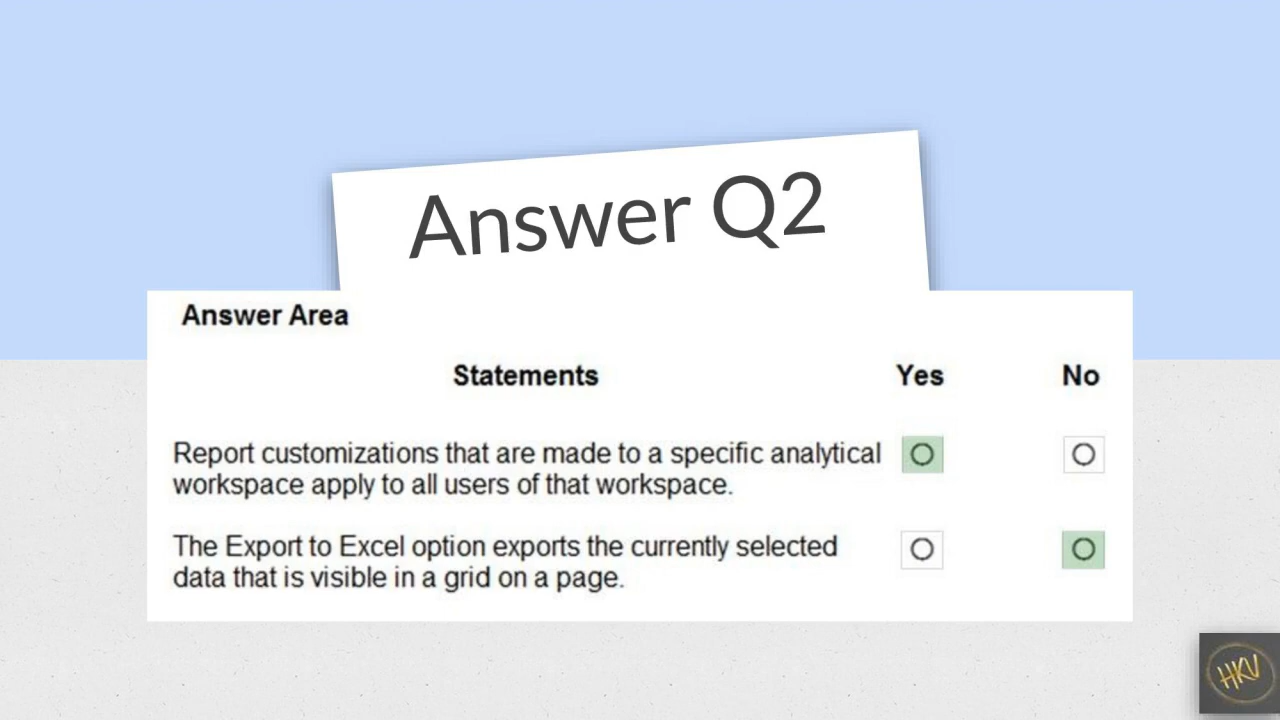 Answer Q2
Answer Area
Statements Yes No
Report customizations that are made to a specific analytical
workspace apply to all users of that workspace.
The Export to Excel option exports the currently selected
data that is visible in a grid on a page.
HKV